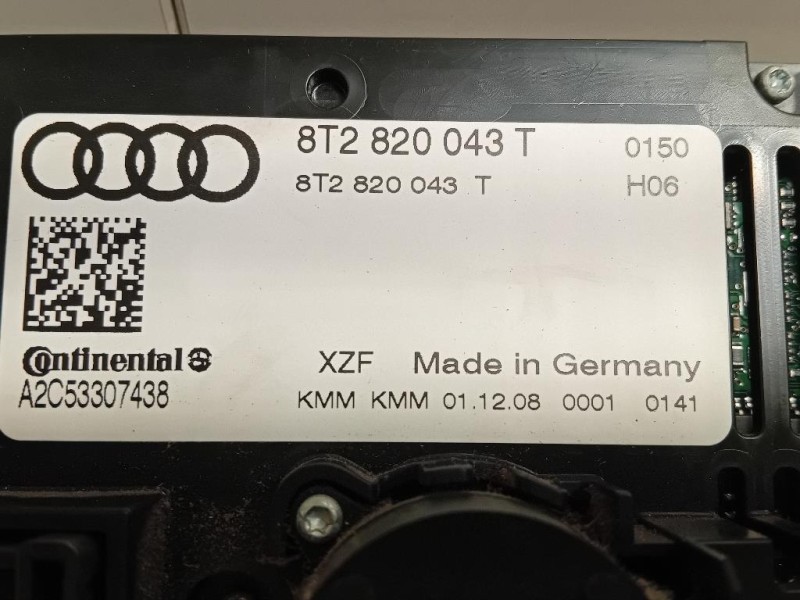 8T2 820 043 T 0150
8T2 820 043 T H06
Continental
A2C53307438
XZF Made in Germany
KMM KMM 01.12.08 0001 0141